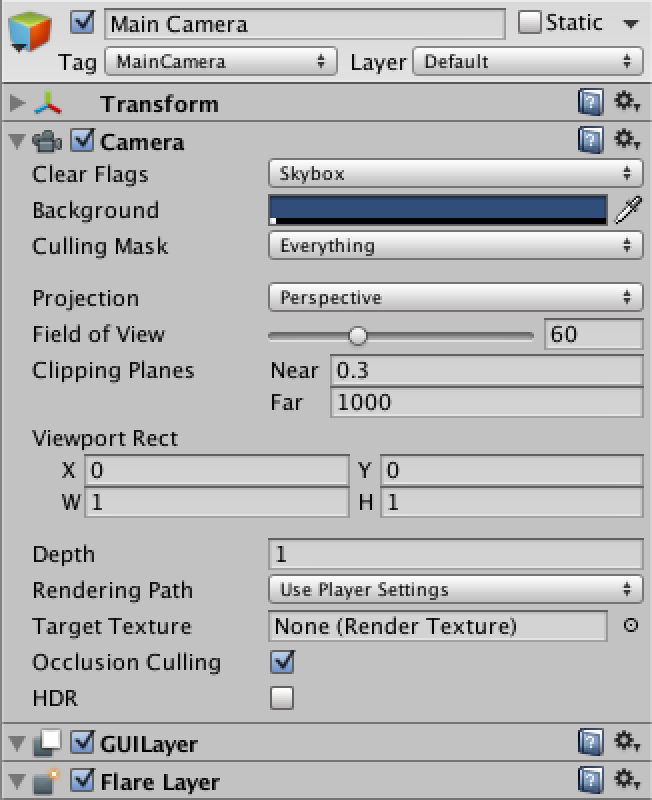 Main Camera Static
Tag MainCamera Layer Default
Transform
Camera
Clear Flags Skybox
Background
Culling Mask Everything
Projection Perspective
Field of View 60
Clipping Planes Near 0.3
Far 1000
Viewport Rect
X 0 Y 0
W 1 H 1
Depth 1
Rendering Path Use Player Settings
Target Texture None (Render Texture)
Occlusion Culling
HDR
GUILayer
Flare Layer